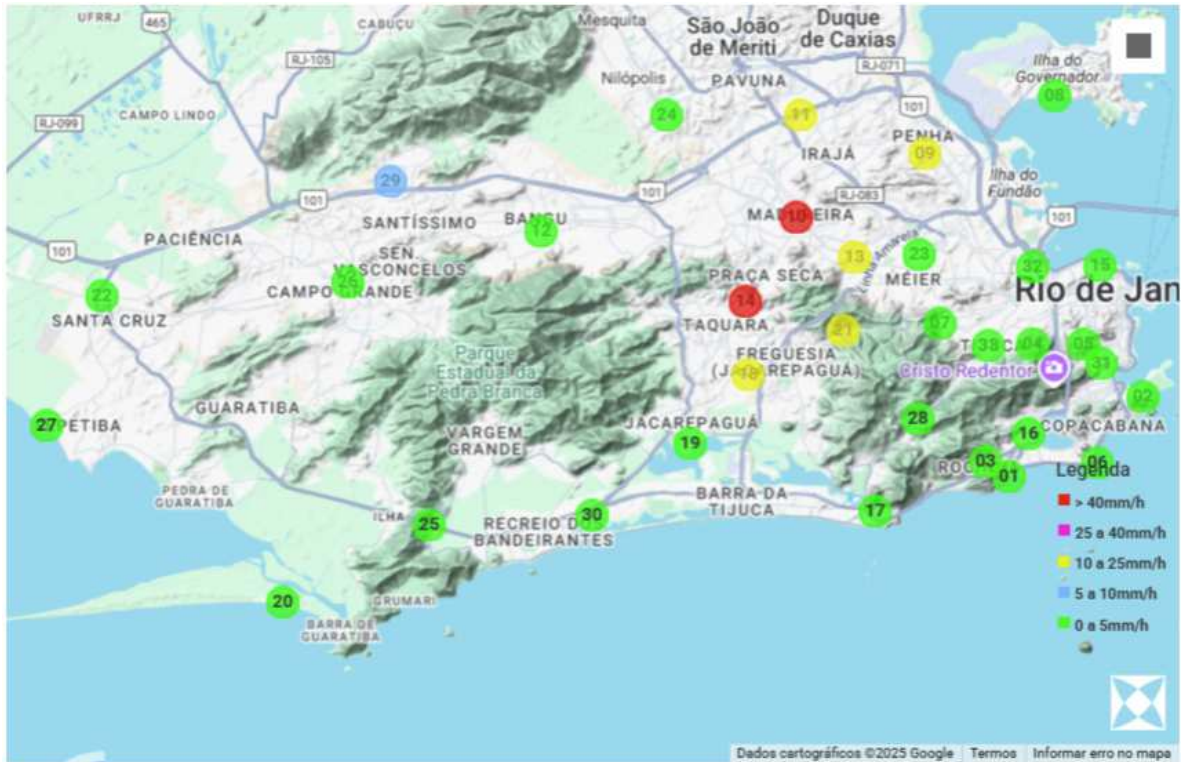 UFRRJ
465
CABUÇU
Mesquita
São João
de Meriti
Duque
de Caxias
RJ-105
Nilópolis
PAVUNA
RJ-071
Ilha do
Governador
08
RJ-099
CAMPO LINDO
24
11
101
PENHA
09
IRAJÁ
Ilha do
Fundão
29
101
101
RJ-083
SANTÍSSIMO
BANGU
12
10
101
PACIÊNCIA
101
SEN.
VASCONCELOS
13
Linha Amarela
23
MÉIER
32
15
22
CAMPO GRANDE
PRAÇA SECA
14
Rio de Jan
SANTA CRUZ
TAQUARA
21
07
38
04
05
Parque
Estadual da
Pedra Branca
FREGUESIA
(JACAREPAGUÁ)
Cristo Redentor
31
02
GUARATIBA
27
VARGEM
GRANDE
JACAREPAGUÁ
19
28
16
COPACABANA
PEDRA DE
GUARATIBA
03
01
06
ILHA
25
RECREIO DOS
BANDEIRANTES
30
BARRA DA
TIJUCA
17
20
GRUMARI
BARRA DE
GUARATIBA
Legenda
> 40mm/h
25 a 40mm/h
10 a 25mm/h
5 a 10mm/h
0 a 5mm/h
Dados cartográficos ©2025 Google
Termos
Informar erro no mapa